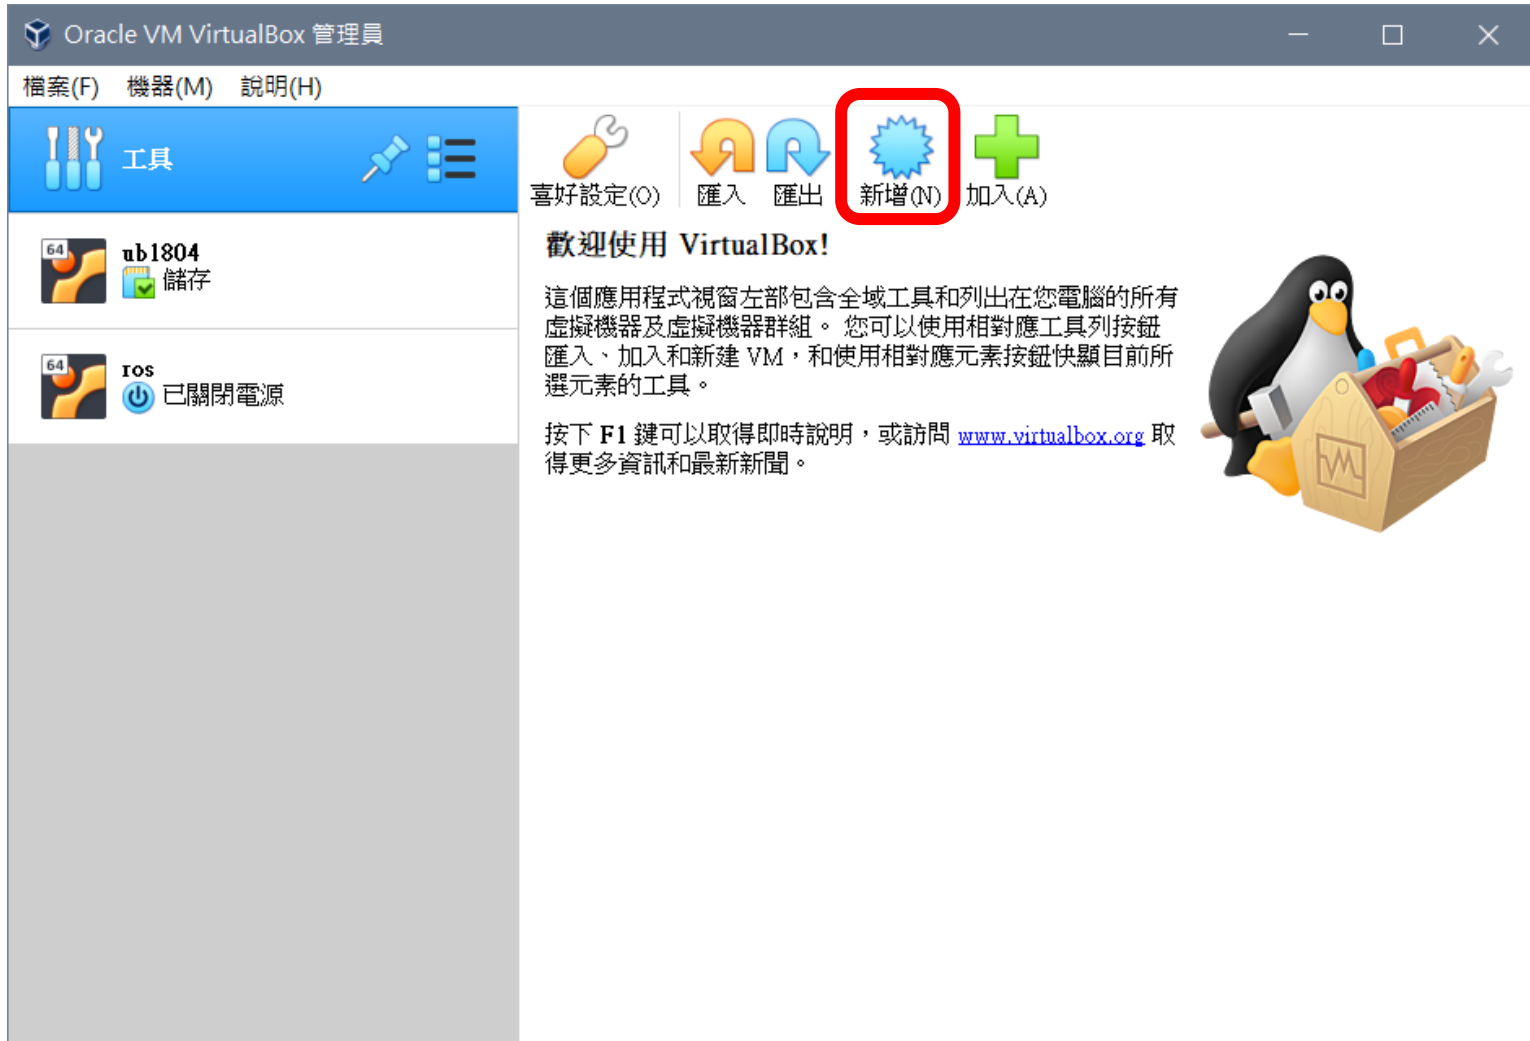 Oracle VM VirtualBox 管理員
檔案(F) 機器(M) 說明(H)
工具
喜好設定(O) 匯入 匯出 新增(N) 加入(A)
64
ub1804
儲存
64
ros
已關閉電源
歡迎使用 VirtualBox!
這個應用程式視窗左部包含全域工具和列出在您電腦的所有
虛擬機器及虛擬機器群組。 您可以使用相對應工具列按鈕
匯入、加入和新建 VM，和使用相對應元素按鈕快顯目前所
選元素的工具。
按下 F1 鍵可以取得即時說明，或訪問 www.virtualbox.org 取
得更多資訊和最新新聞。